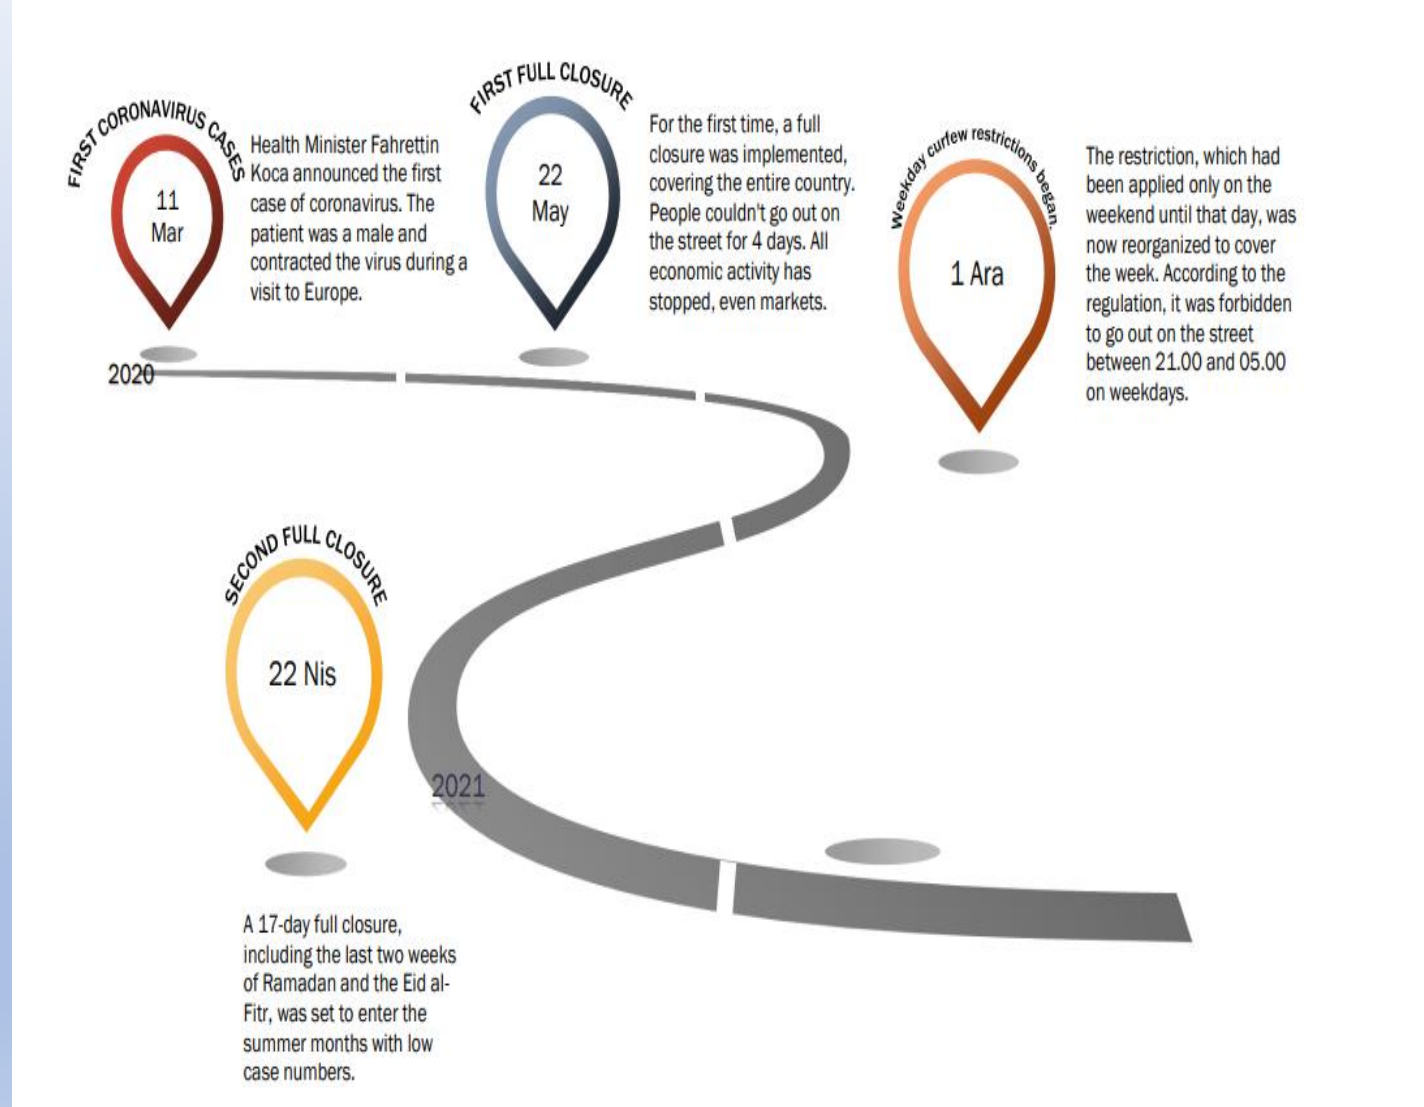 FIRST CORONAVIRUS CASES
11
Mar
Health Minister Fahrettin
Koca announced the first
case of coronavirus. The
patient was a male and
contracted the virus during a
visit to Europe.
FIRST FULL CLOSURE
22
May
For the first time, a full
closure was implemented,
covering the entire country.
People couldn't go out on
the street for 4 days. All
economic activity has
stopped, even markets.
Weekday curfew restrictions began.
1 Ara
The restriction, which had
been applied only on the
weekend until that day, was
now reorganized to cover
the week. According to the
regulation, it was forbidden
to go out on the street
between 21.00 and 05.00
on weekdays.
2020
SECOND FULL CLOSURE
22 Nis
2021
A 17-day full closure,
including the last two weeks
of Ramadan and the Eid al-
Fitr, was set to enter the
summer months with low
case numbers.